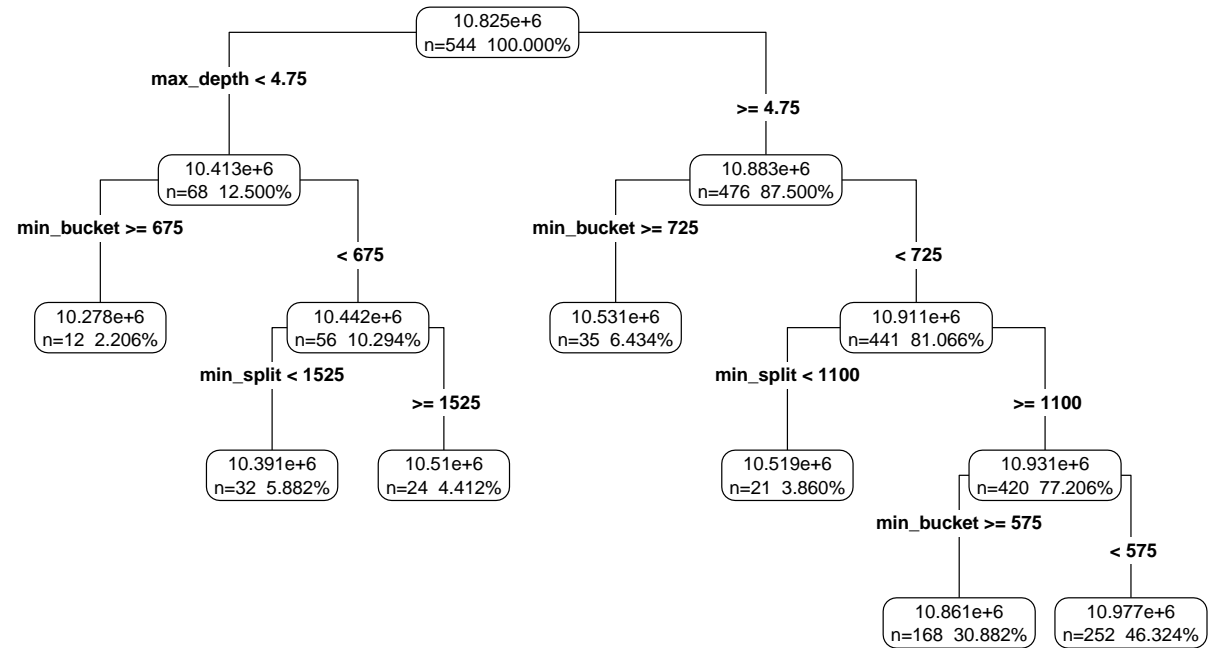 10.825e+6
n=544 100.000%
max_depth < 4.75
>= 4.75
10.413e+6
n=68 12.500%
10.883e+6
n=476 87.500%
min_bucket >= 675
< 675
min_bucket >= 725
< 725
10.278e+6
n=12 2.206%
10.442e+6
n=56 10.294%
10.531e+6
n=35 6.434%
10.911e+6
n=441 81.066%
min_split < 1525
>= 1525
min_split < 1100
>= 1100
10.391e+6
n=32 5.882%
10.51e+6
n=24 4.412%
10.519e+6
n=21 3.860%
10.931e+6
n=420 77.206%
min_bucket >= 575
< 575
10.861e+6
n=168 30.882%
10.977e+6
n=252 46.324%